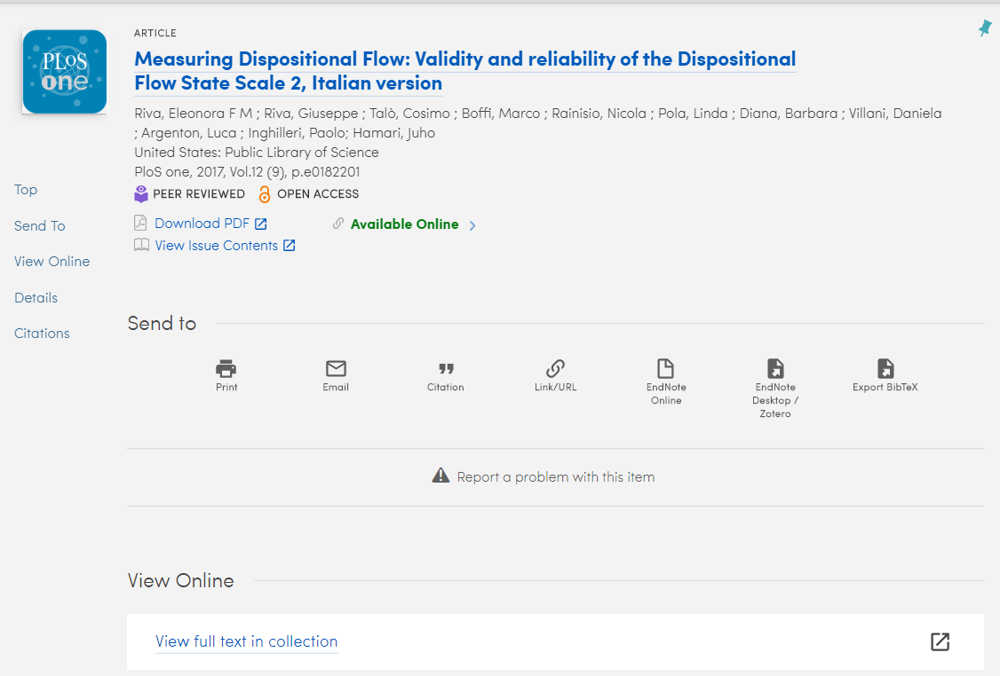 PLoS
one
ARTICLE
Measuring Dispositional Flow: Validity and reliability of the Dispositional
Flow State Scale 2, Italian version
Riva, Eleonora F M ; Riva, Giuseppe ; Talò, Cosimo ; Boffi, Marco ; Rainisio, Nicola ; Pola, Linda ; Diana, Barbara ; Villani, Daniela
; Argenton, Luca ; Inghilleri, Paolo; Hamari, Juho
United States: Public Library of Science
PloS one, 2017, Vol.12 (9), p.e0182201
PEER REVIEWED OPEN ACCESS
Download PDF Available Online
View Issue Contents
Top
Send To
View Online
Details
Citations
Send to
Print
Email
Citation
Link/URL
EndNote
Online
EndNote
Desktop /
Zotero
Export BibTeX
Report a problem with this item
View Online
View full text in collection